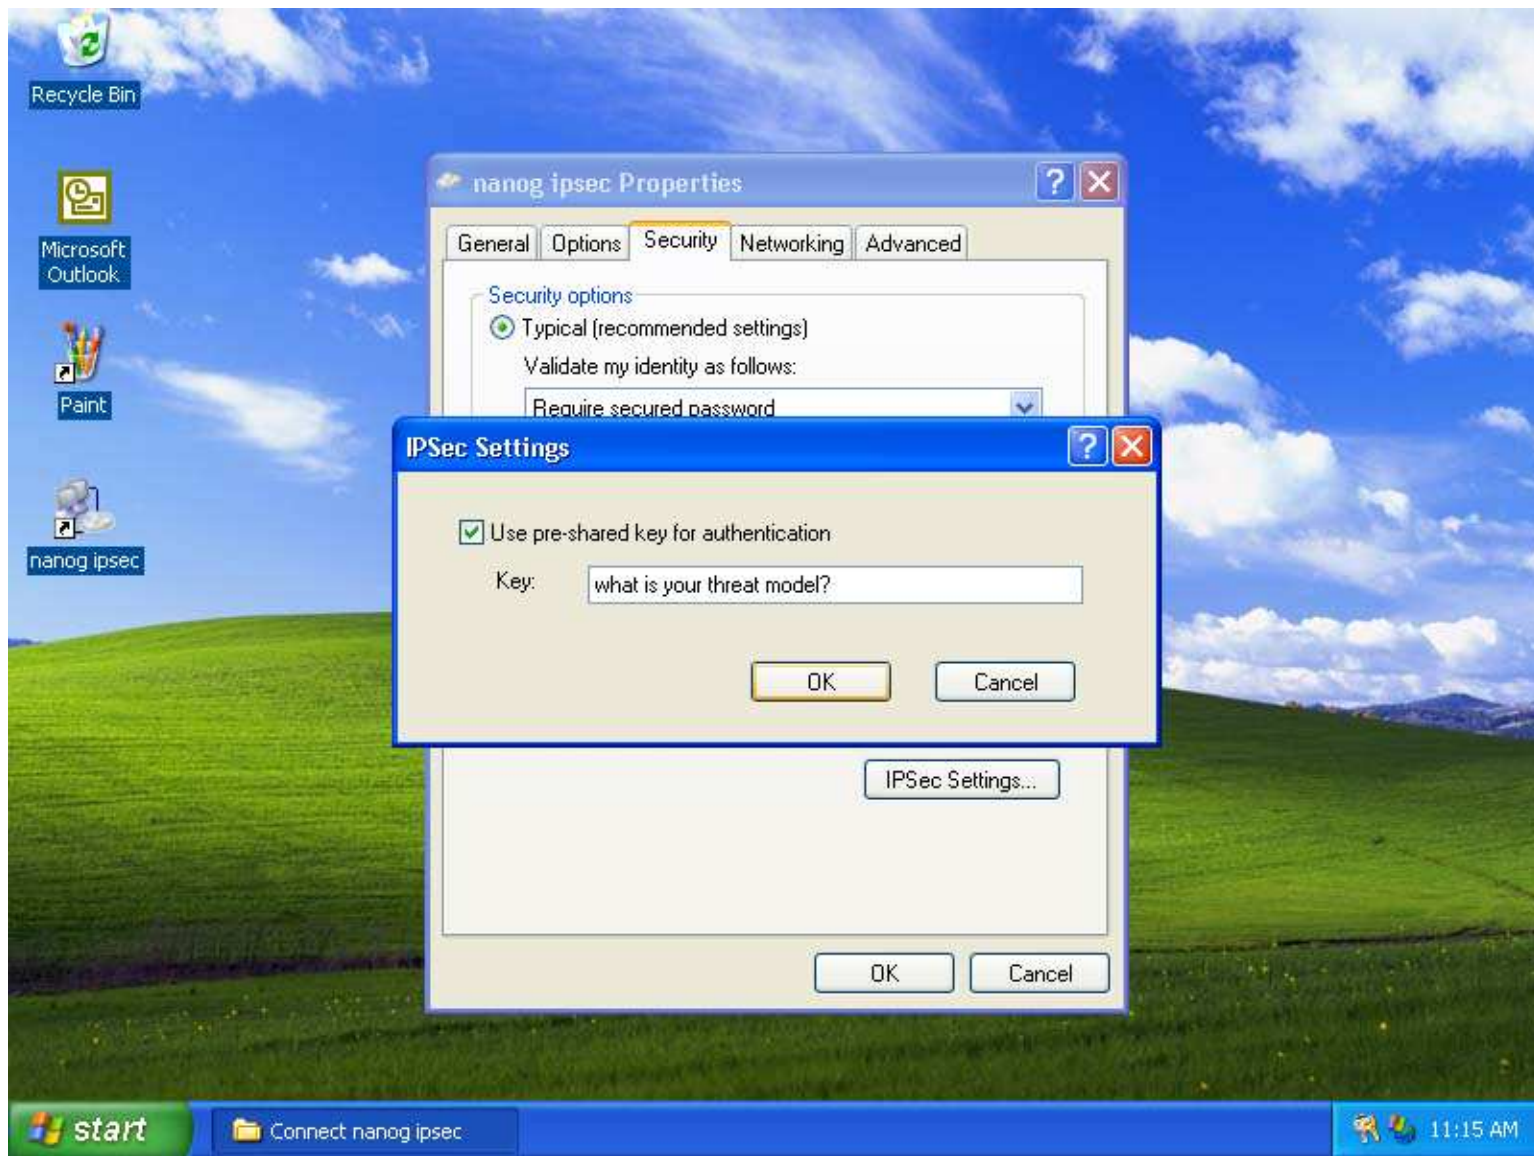 Recycle Bin
Microsoft
Outlook
Paint
nanog ipsec
nanog ipsec Properties
General
Options
Security
Networking
Advanced
Security options
Typical (recommended settings)
Validate my identity as follows:
Require secured password
IPSec Settings
Use pre-shared key for authentication
Key:
what is your threat model?
OK
Cancel
IPSec Settings...
OK
Cancel
start
Connect nanog ipsec
11:15 AM